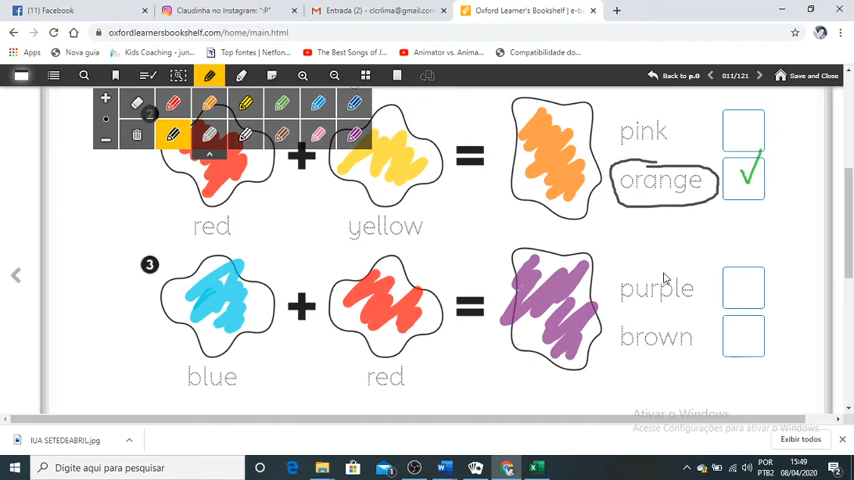 (11) Facebook
Claudinha no Instagram: ":P"
Entrada (2) - clcrlima@gmail.com
Oxford Learner's Bookshelf | e-b
oxfordlearnersbookshelf.com/home/main.html
Apps
Nova guia
Kids Coaching - jun...
Top fontes | Netfon...
The Best Songs of J...
Animator vs. Animat...
Compatibilidade do...
Back to p.0
011/121
Save and Close
2
pink
orange
red
yellow
3
purple
brown
blue
red
Ativar o Windows
Acesse Configurações para ativar o Windows.
IUA SETEDEABRIL.jpg
Exibir todos
Digite aqui para pesquisar
POR
PTB2
15:49
08/04/2020
2